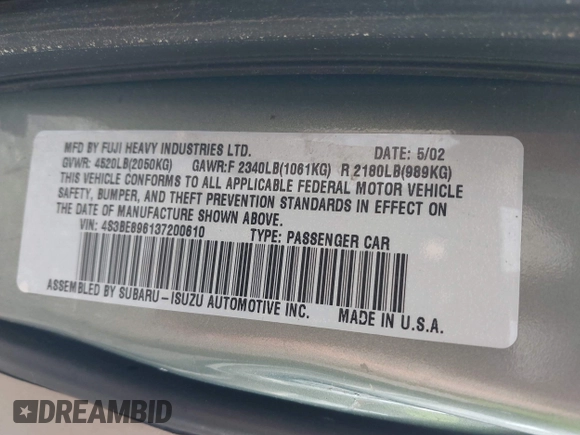 MFD BY FUJI HEAVY INDUSTRIES LTD. DATE: 5/02
GVWR: 4520LB(2050KG) GAWR:F 2340LB(1061KG) R 2180LB(989KG)
THIS VEHICLE CONFORMS TO ALL APPLICABLE FEDERAL MOTOR VEHICLE
SAFETY, BUMPER, AND THEFT PREVENTION STANDARDS IN EFFECT ON
THE DATE OF MANUFACTURE SHOWN ABOVE.
VIN: 4S3BE896137200610 TYPE: PASSENGER CAR
ASSEMBLED BY SUBARU-ISUZU AUTOMOTIVE INC. MADE IN U.S.A.
DREAMBID